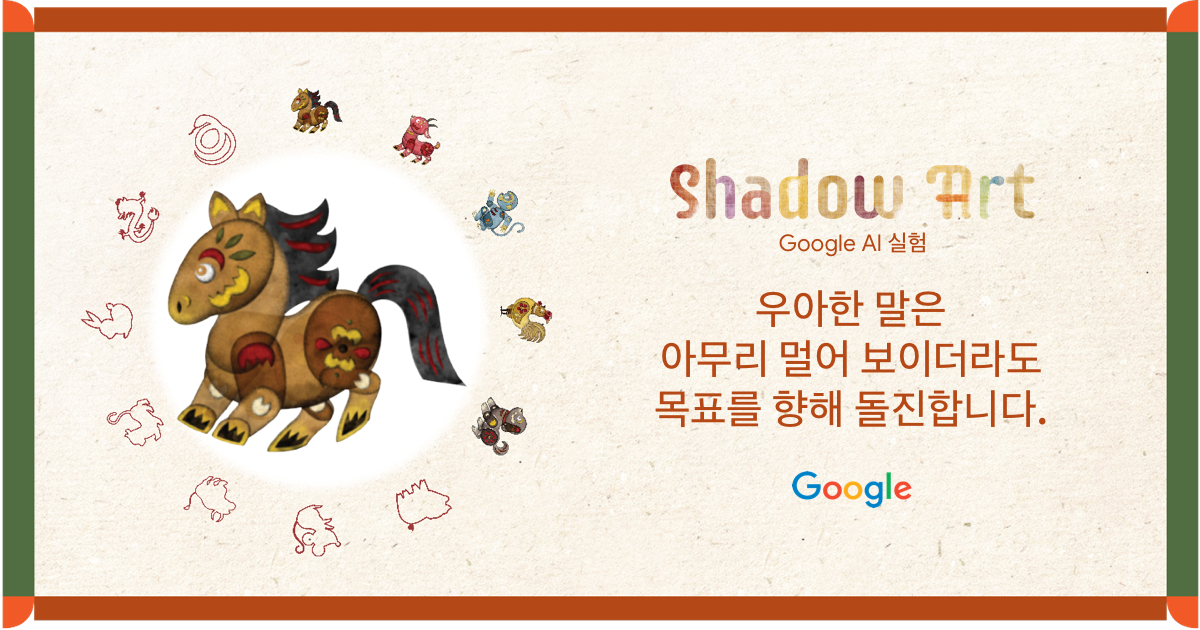 Shadow Art
Google AI 실험
우아한 말은
아무리 멀어 보이더라도
목표를 향해 돌진합니다.
Google